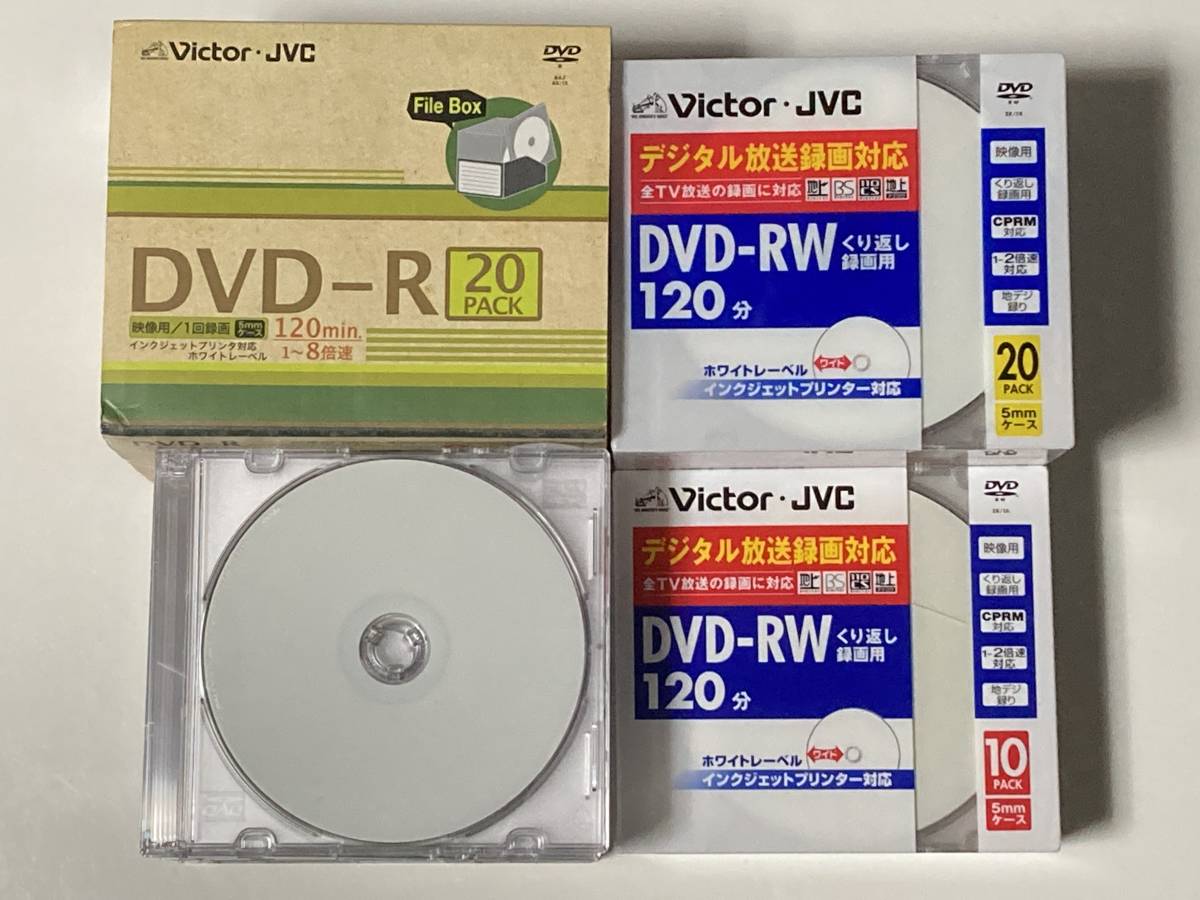 Victor・JVC
DVD
R
File Box
DVD-R
20
PACK
映像用/1回録画 5mmケース
インクジェットプリンタ対応
ホワイトレーベル
120min.
1~8倍速
DVD-R
Victor・JVC
デジタル放送録画対応
全TV放送の録画に対応
BS
地上
DVD-RW くり返し
録画用
120分
ワイド
ホワイトレーベル
インクジェットプリンター対応
DVD
RW
映像用
くり返し
録画用
CPRM
対応
1-2倍速
対応
地デジ
録り
20
PACK
5mm
ケース
DVD
Victor・JVC
デジタル放送録画対応
全TV放送の録画に対応
BS
地上
DVD-RW くり返し
録画用
120分
ワイド
ホワイトレーベル
インクジェットプリンター対応
DVD
RW
映像用
くり返し
録画用
CPRM
対応
1-2倍速
対応
地デジ
録り
10
PACK
5mm
ケース
DVD